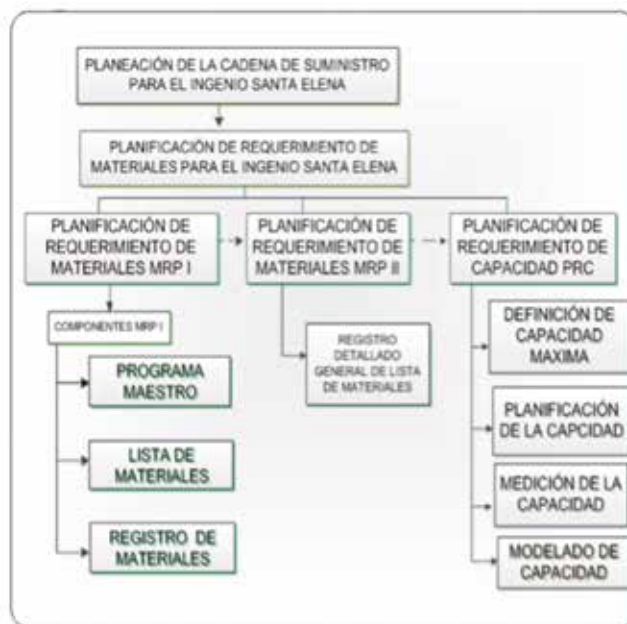 PLANEACIÓN DE LA CADENA DE SUMINISTRO
PARA EL INGENIO SANTA ELENA
PLANIFICACIÓN DE REQUERIMIENTO DE
MATERIALES PARA EL INGENIO SANTA ELENA
PLANIFICACIÓN DE
REQUERIMIENTO DE
MATERIALES MRP I
PLANIFICACIÓN DE
REQUERIMIENTO DE
MATERIALES MRP II
PLANIFICACIÓN DE
REQUERIMIENTO DE
CAPACIDAD PRC
COMPONENTES MRP I
PROGRAMA
MAESTRO
LISTA DE
MATERIALES
REGISTRO DE
MATERIALES
REGISTRO
DETALLADO
GENERAL DE LISTA
DE MATERIALES
DEFINICIÓN DE
CAPACIDAD
MAXIMA
PLANIFICACIÓN
DE LA CAPCIDAD
MEDICIÓN DE LA
CAPACIDAD
MODELADO DE
CAPACIDAD